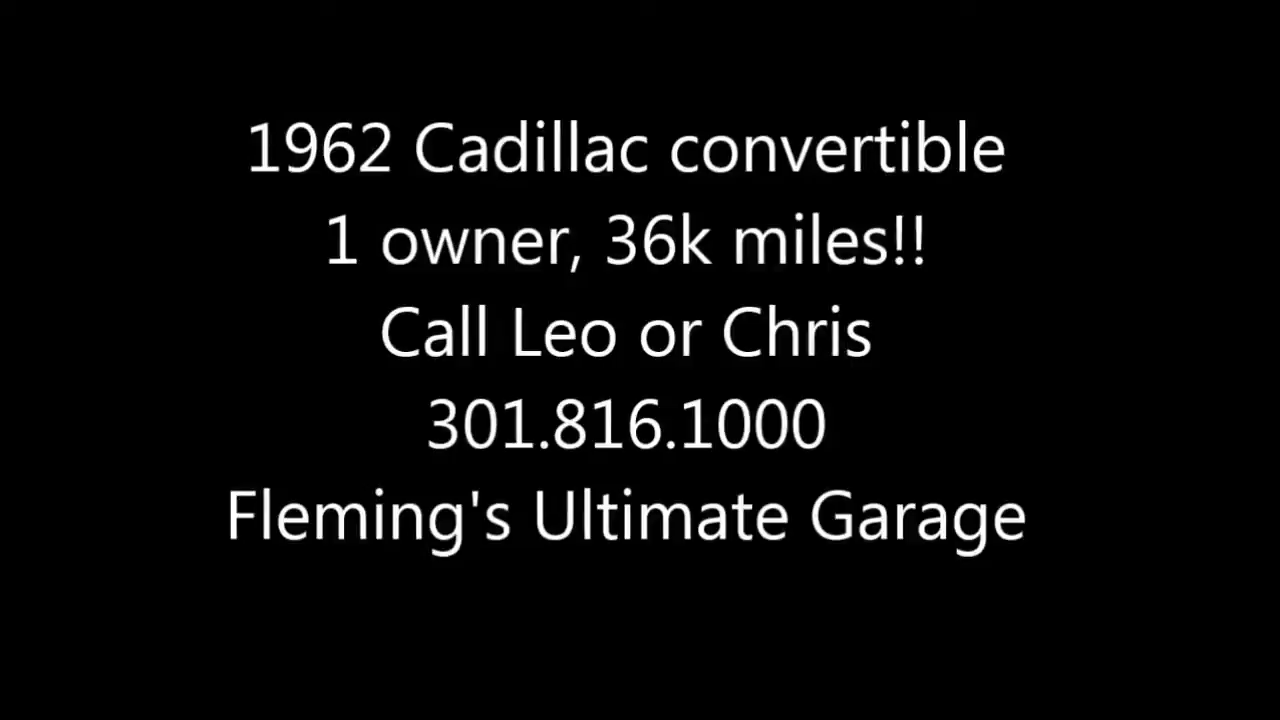 1962 Cadillac convertible
1 owner, 36k miles!!
Call Leo or Chris
301.816.1000
Fleming's Ultimate Garage